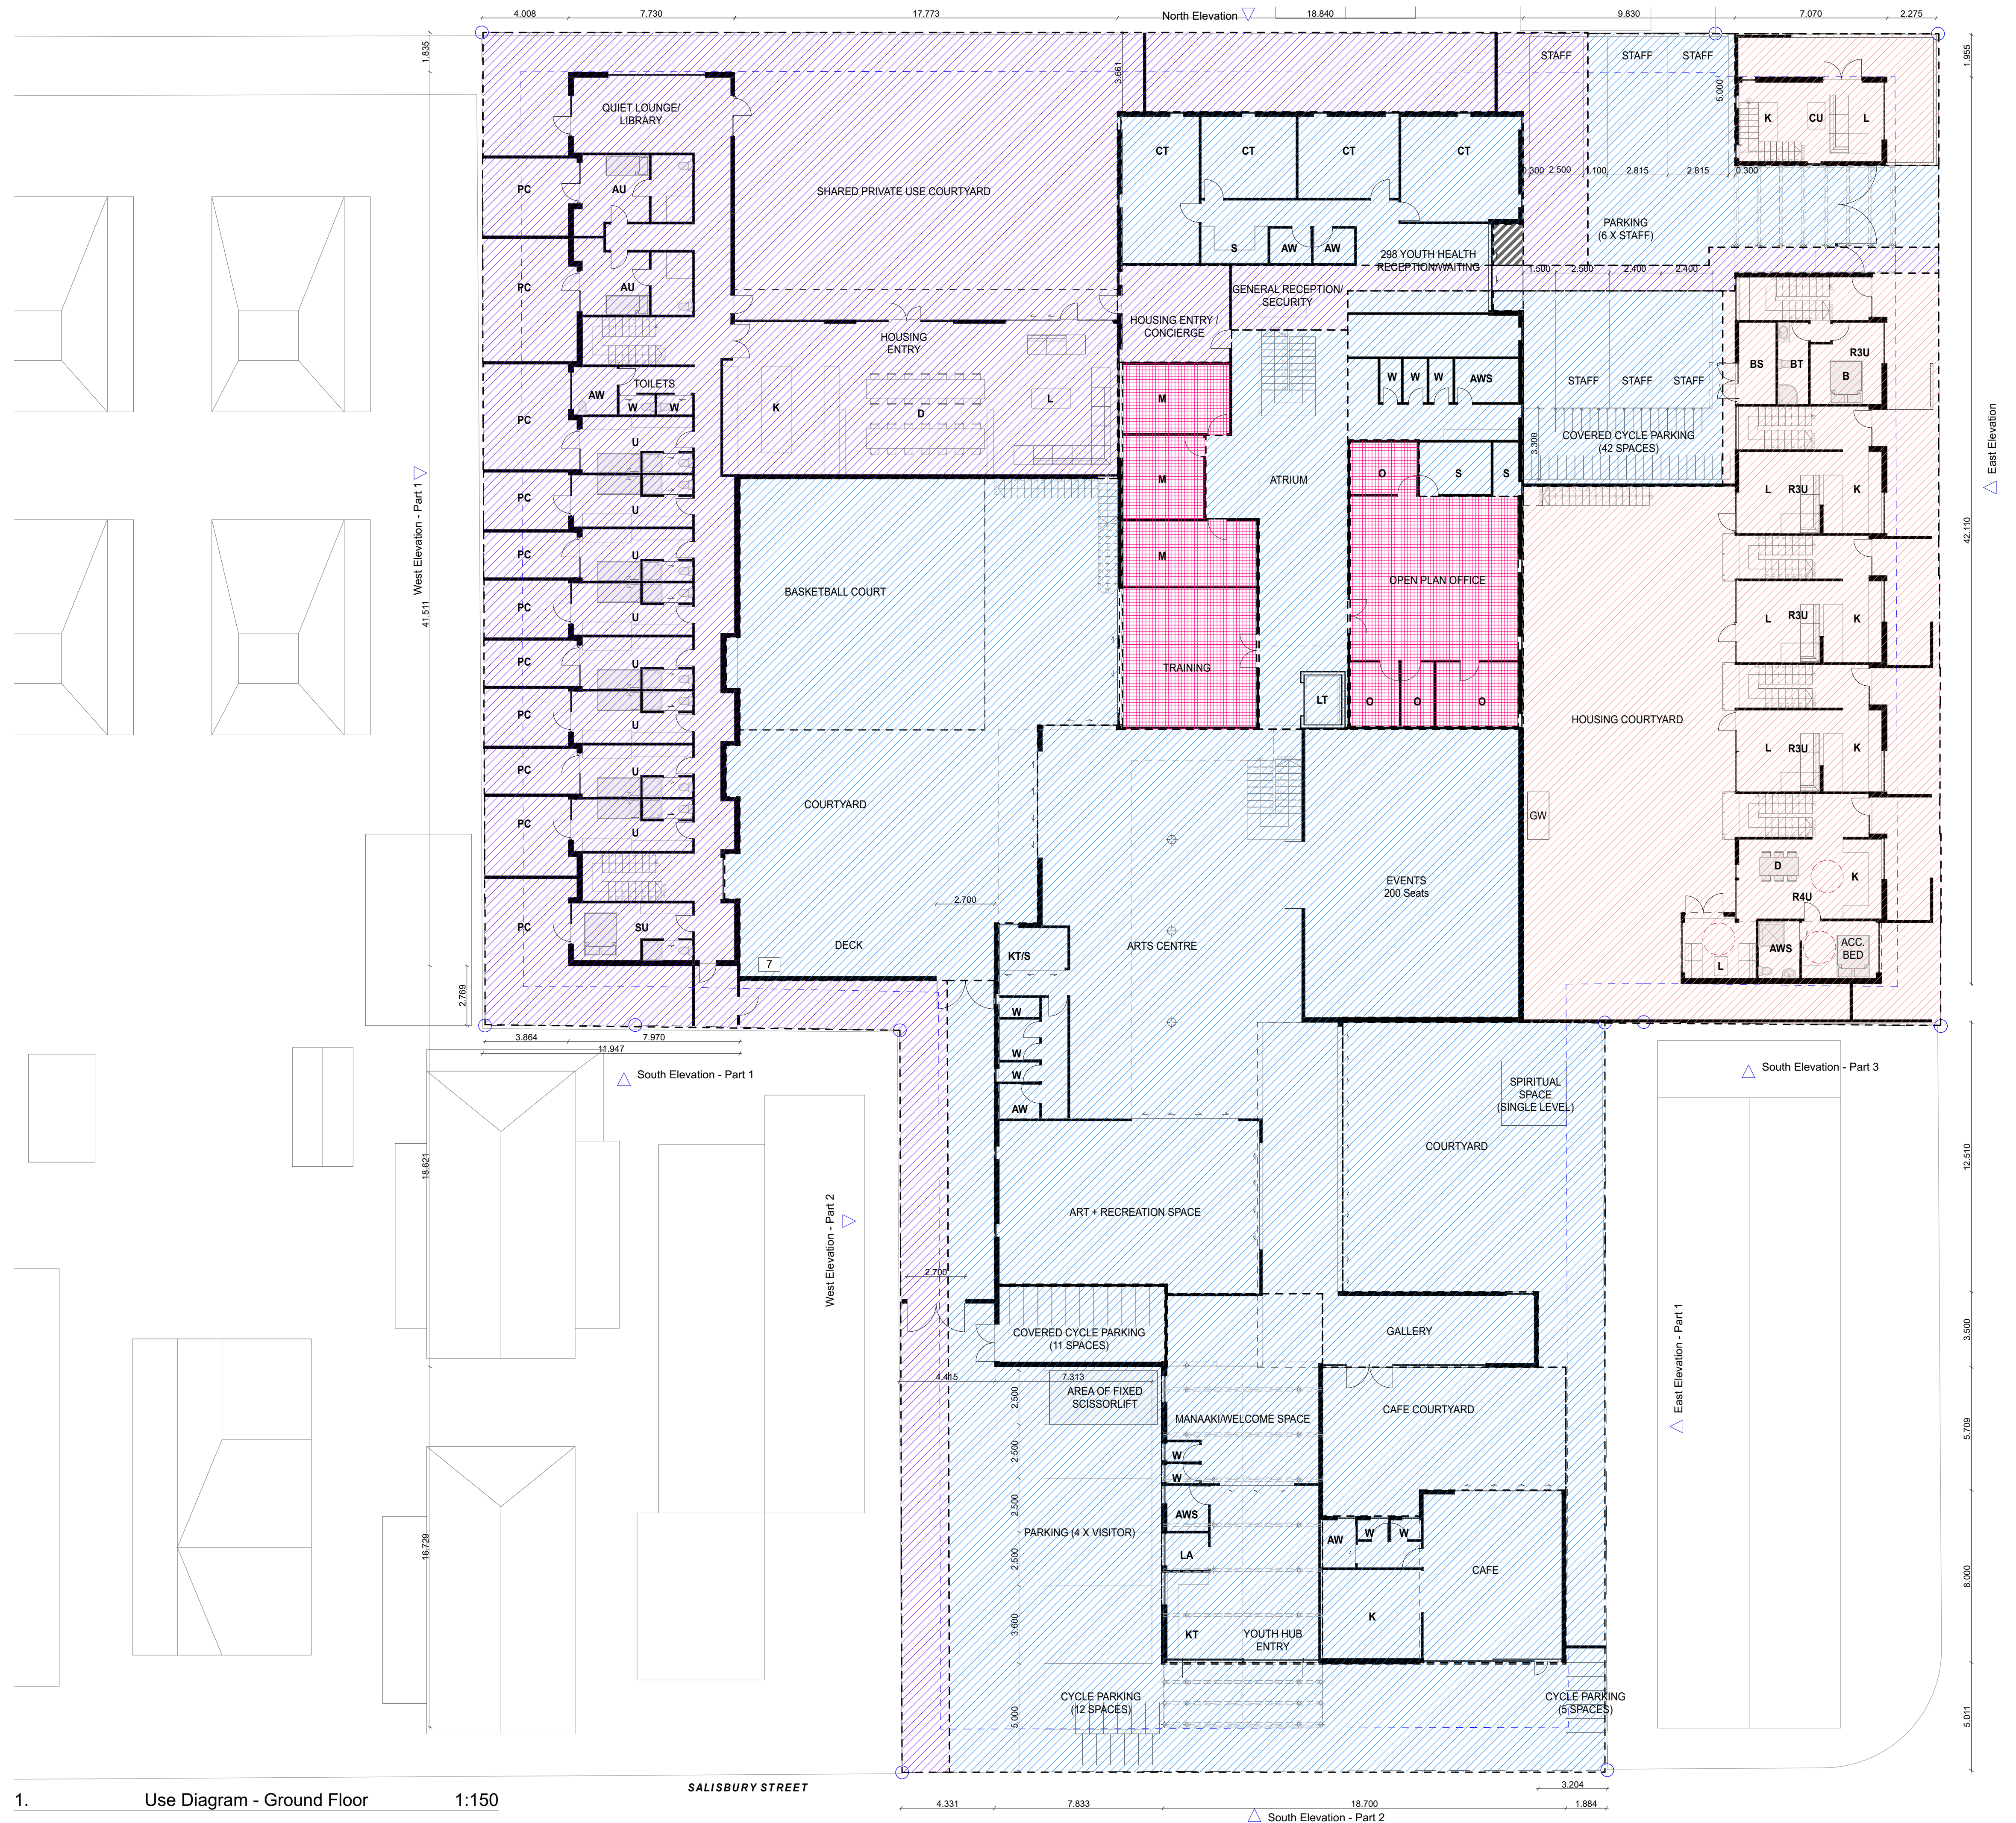 4.008
7.730
17.773
North Elevation
18.840
9.830
7.070
2.275
1.835
3.661
5.000
1.955
STAFF
STAFF
STAFF
QUIET LOUNGE/
LIBRARY
K
CU
L
CT
CT
CT
CT
PC
AU
SHARED PRIVATE USE COURTYARD
0.300
2.500
1.100
2.815
2.815
0.300
PARKING
(6 X STAFF)
S
AW
AW
298 YOUTH HEALTH
RECEPTION/WAITING
1.500
2.500
2.400
2.400
PC
AU
GENERAL RECEPTION/
SECURITY
HOUSING ENTRY /
CONCIERGE
HOUSING
ENTRY
BS
BT
R3U
B
TOILETS
AW
W
W
K
D
L
M
W
W
W
AWS
STAFF
STAFF
STAFF
PC
U
3.300
COVERED CYCLE PARKING
(42 SPACES)
East Elevation
West Elevation - Part 1
M
ATRIUM
O
S
S
L
R3U
K
PC
U
42.110
PC
U
M
OPEN PLAN OFFICE
BASKETBALL COURT
41.511
PC
U
L
R3U
K
PC
U
TRAINING
LT
O
O
O
HOUSING COURTYARD
PC
U
L
R3U
K
PC
U
COURTYARD
GW
PC
U
D
K
EVENTS
200 Seats
R4U
2.700
PC
SU
DECK
KT/S
ARTS CENTRE
AWS
ACC.
BED
L
7
2.769
W
3.864
7.970
11.947
W
W
AW
South Elevation - Part 1
South Elevation - Part 3
SPIRITUAL
SPACE
(SINGLE LEVEL)
COURTYARD
12.510
18.621
West Elevation - Part 2
ART + RECREATION SPACE
2.700
COVERED CYCLE PARKING
(11 SPACES)
GALLERY
3.500
East Elevation - Part 1
4.415
7.313
2.500
AREA OF FIXED
SCISSORLIFT
MANAAKI/WELCOME SPACE
CAFE COURTYARD
5.709
2.500
W
W
2.500
AWS
PARKING (4 X VISITOR)
AW
W
W
16.729
2.500
LA
CAFE
8.000
3.600
K
KT
YOUTH HUB
ENTRY
CYCLE PARKING
(12 SPACES)
CYCLE PARKING
(5 SPACES)
5.000
5.011
SALISBURY STREET
3.204
1.
Use Diagram - Ground Floor
1:150
4.331
7.833
18.700
1.884
South Elevation - Part 2